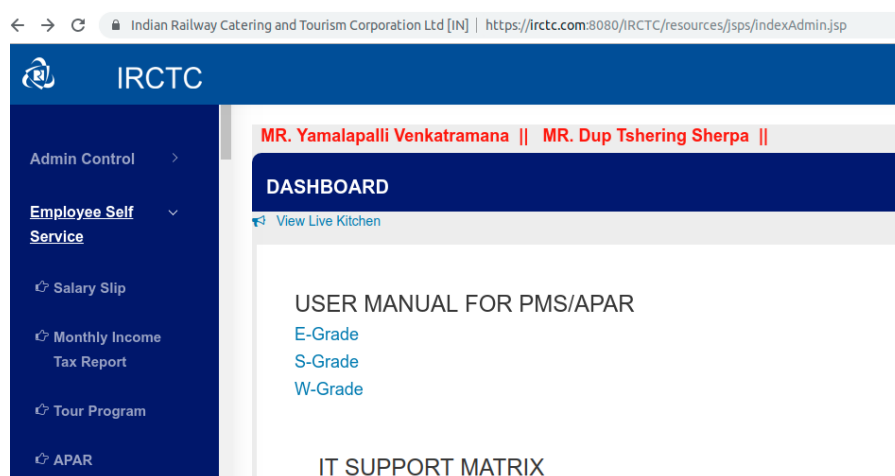 Indian Railway Catering and Tourism Corporation Ltd [IN] | https://irctc.com:8080/IRCTC/resources/jsps/indexAdmin.jsp
IRCTC
Admin Control
Employee Self
Service
Salary Slip
Monthly Income
Tax Report
Tour Program
APAR
MR. Yamalapalli Venkatramana || MR. Dup Tshering Sherpa ||
DASHBOARD
View Live Kitchen
USER MANUAL FOR PMS/APAR
E-Grade
S-Grade
W-Grade
IT SUPPORT MATRIX